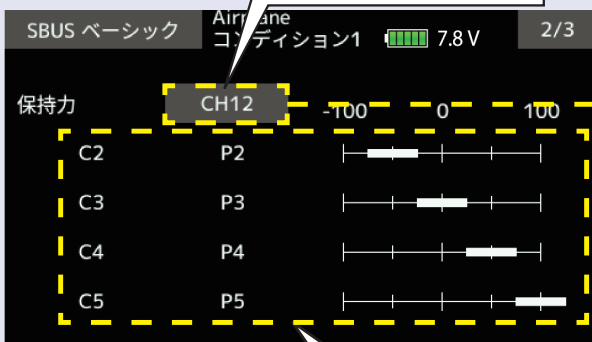 SBUS ベーシック
Airplane
コンディション1
7.8 V
2/3
保持力
CH12
-100
0
100
C2
P2
C3
P3
C4
P4
C5
P5